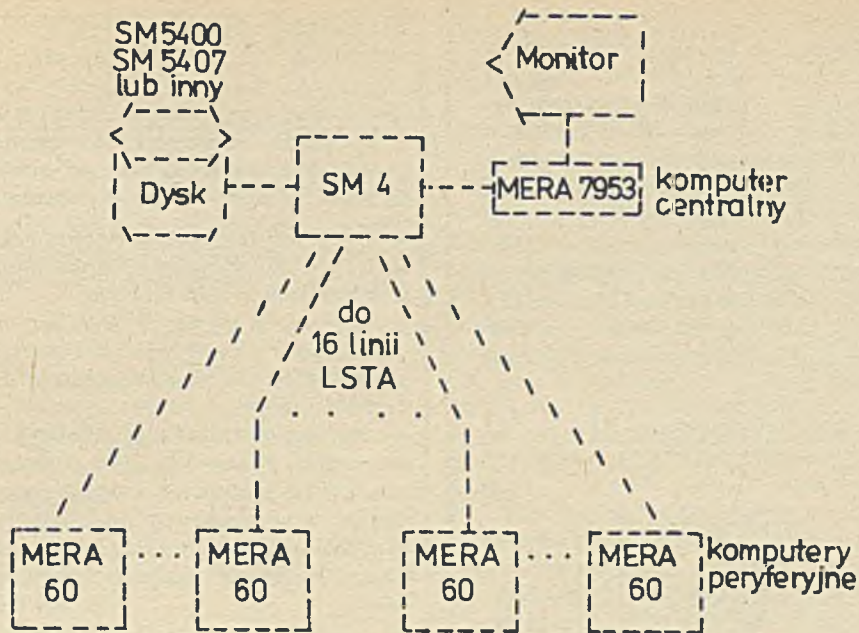 SM5400
SM 5407
lub inny
Dysk
SM 4
Monitor
MERA 7953
komputer
centralny
do
16 linii
LSTA
MERA
60
MERA
60
MERA
60
MERA
60
komputery
peryferyjne